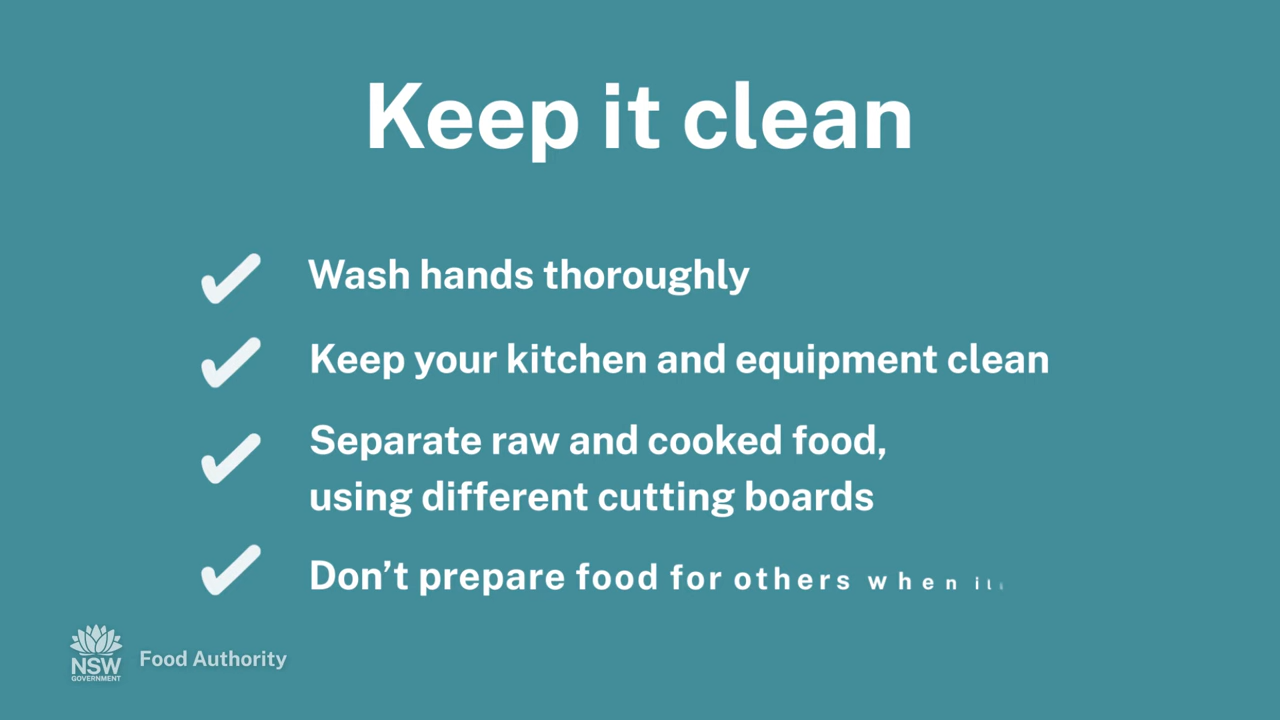 Keep it clean
Wash hands thoroughly
Keep your kitchen and equipment clean
Separate raw and cooked food,
using different cutting boards
Don’t prepare food for others when ill
NSW
GOVERNMENT
Food Authority